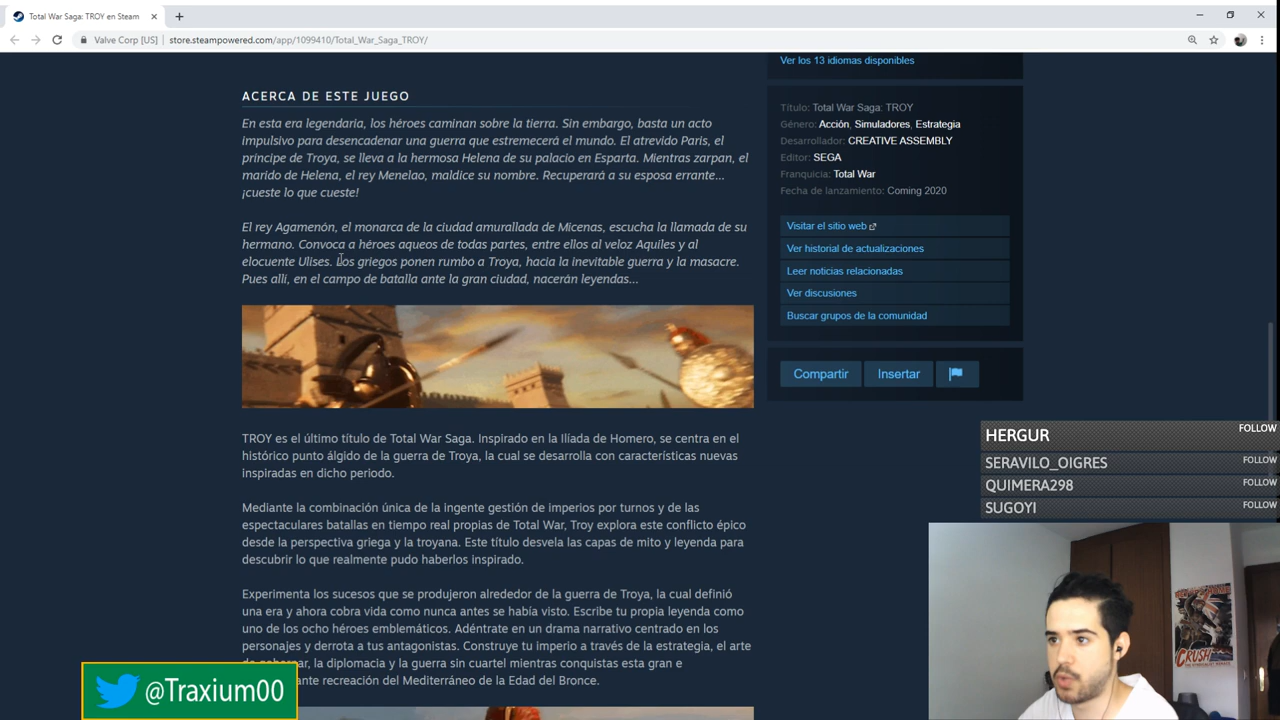 Total War Saga: TROY en Steam
Valve Corp [US]
store.steampowered.com/app/1099410/Total_War_Saga_TROY/
Ver los 13 idiomas disponibles
ACERCA DE ESTE JUEGO
En esta era legendaria, los héroes caminan sobre la tierra. Sin embargo, basta un acto
impulsivo para desencadenar una guerra que estremecerá el mundo. El atrevido Paris, el
príncipe de Troya, se lleva a la hermosa Helena de su palacio en Esparta. Mientras zarpan, el
marido de Helena, el rey Menelao, maldice su nombre. Recuperará a su esposa errante...
¡cueste lo que cueste!
El rey Agamenón, el monarca de la ciudad amurallada de Micenas, escucha la llamada de su
hermano. Convoca a héroes aqueos de todas partes, entre ellos al veloz Aquiles y al
elocuente Ulises. Los griegos ponen rumbo a Troya, hacia la inevitable guerra y la masacre.
Pues allí, en el campo de batalla ante la gran ciudad, nacerán leyendas...
TROY es el último título de Total War Saga. Inspirado en la Ilíada de Homero, se centra en el
histórico punto álgido de la guerra de Troya, la cual se desarrolla con características nuevas
inspiradas en dicho periodo.
Mediante la combinación única de la ingente gestión de imperios por turnos y de las
espectaculares batallas en tiempo real propias de Total War, Troy explora este conflicto épico
desde la perspectiva griega y la troyana. Este título desvela las capas de mito y leyenda para
descubrir lo que realmente pudo haberlos inspirado.
Experimenta los sucesos que se produjeron alrededor de la guerra de Troya, la cual definió
una era y ahora cobra vida como nunca antes se había visto. Escribe tu propia leyenda como
uno de los ocho héroes emblemáticos. Adéntrate en un drama narrativo centrado en los
personajes y derrota a tus antagonistas. Construye tu imperio a través de la estrategia, el arte
la diplomacia y la guerra sin cuartel mientras conquistas esta gran e
recreación del Mediterráneo de la Edad del Bronce.
Título: Total War Saga: TROY
Género: Acción, Simuladores, Estrategia
Desarrollador: CREATIVE ASSEMBLY
Editor: SEGA
Franquicia: Total War
Fecha de lanzamiento: Coming 2020
Visitar el sitio web
Ver historial de actualizaciones
Leer noticias relacionadas
Ver discusiones
Buscar grupos de la comunidad
Compartir
Insertar
HERGUR FOLLOW
SERAVILO_OIGRES FOLLOW
QUIMERA298 FOLLOW
SUGOYI FOLLOW
CRUSH
@Traxium00